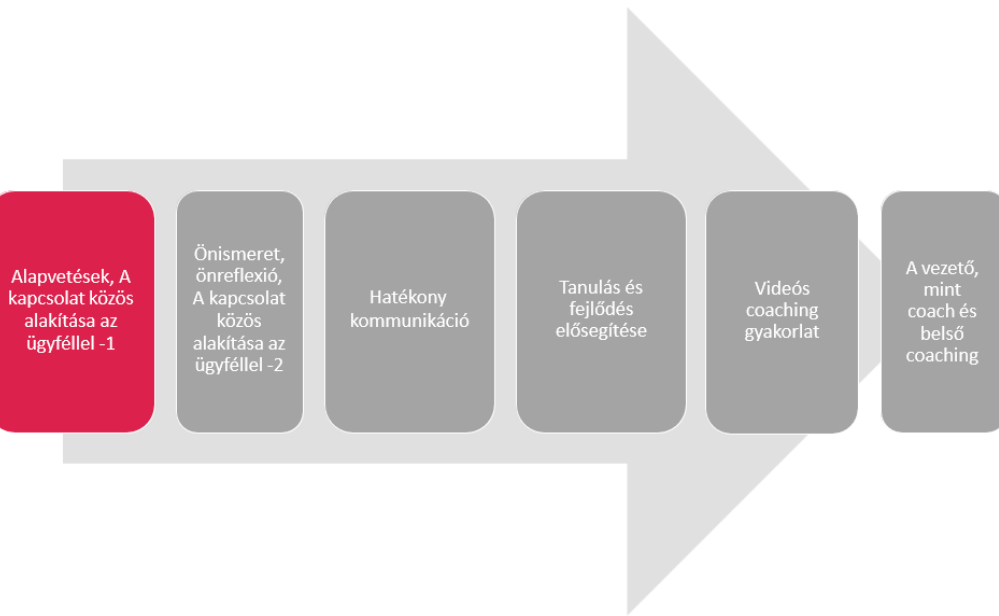 Alapvetések, A
kapcsolat közös
alakítása az
ügyféllel -1
Önismeret,
önreflexió,
A kapcsolat
közös
alakítása az
ügyféllel -2
Hatékony
kommunikáció
Tanulás és
fejlődés
elősegítése
Videós
coaching
gyakorlat
A vezető,
mint
coach és
belső
coaching